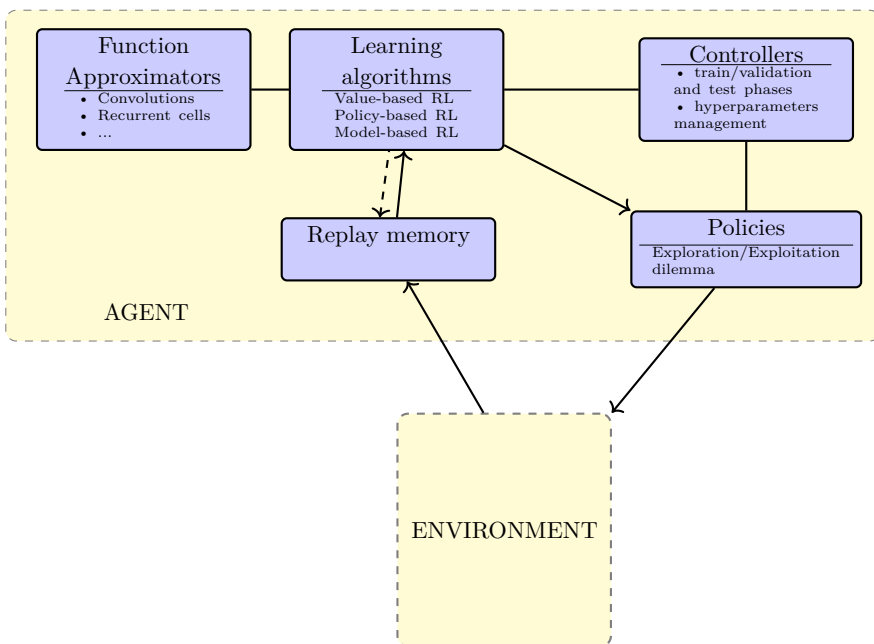 Function
Approximators
• Convolutions
• Recurrent cells
• ...
Learning
algorithms
Value-based RL
Policy-based RL
Model-based RL
Controllers
• train/validation
and test phases
• hyperparameters
management
Replay memory
Policies
Exploration/Exploitation
dilemma
AGENT
ENVIRONMENT